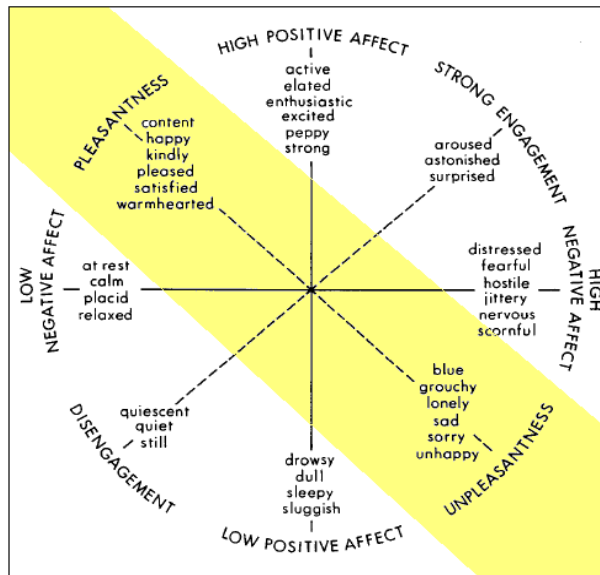 HIGH POSITIVE AFFECT
active
elated
enthusiastic
excited
peppy
strong
STRONG ENGAGEMENT
aroused
astonished
surprised
PLEASANTNESS
content
happy
kindly
pleased
satisfied
warmhearted
LOW
NEGATIVE AFFECT
at rest
calm
placid
relaxed
distressed
fearful
hostile
jittery
nervous
scornful
HIGH
NEGATIVE AFFECT
DISENGAGEMENT
quiescent
quiet
still
blue
grouchy
lonely
sad
sorry
unhappy
UNPLEASANTNESS
drowsy
dull
sleepy
sluggish
LOW POSITIVE AFFECT